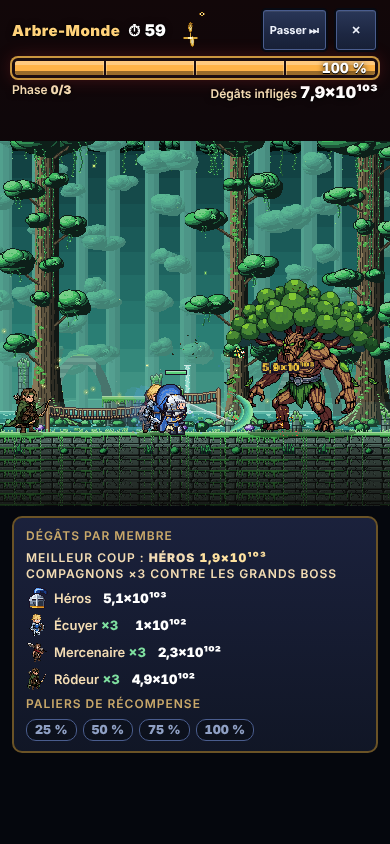 Arbre-Monde ⏱ 59
Passer ⏭
×
100 %
Phase 0/3
Dégâts infligés 7,9×10¹⁰³
5,9×10¹⁰¹
DÉGÂTS PAR MEMBRE
MEILLEUR COUP : HÉROS 1,9×10¹⁰³
COMPAGNONS ×3 CONTRE LES GRANDS BOSS
Héros 5,1×10¹⁰³
Écuyer ×3 1×10¹⁰²
Mercenaire ×3 2,3×10¹⁰²
Rôdeur ×3 4,9×10¹⁰²
PALIERS DE RÉCOMPENSE
25 %
50 %
75 %
100 %